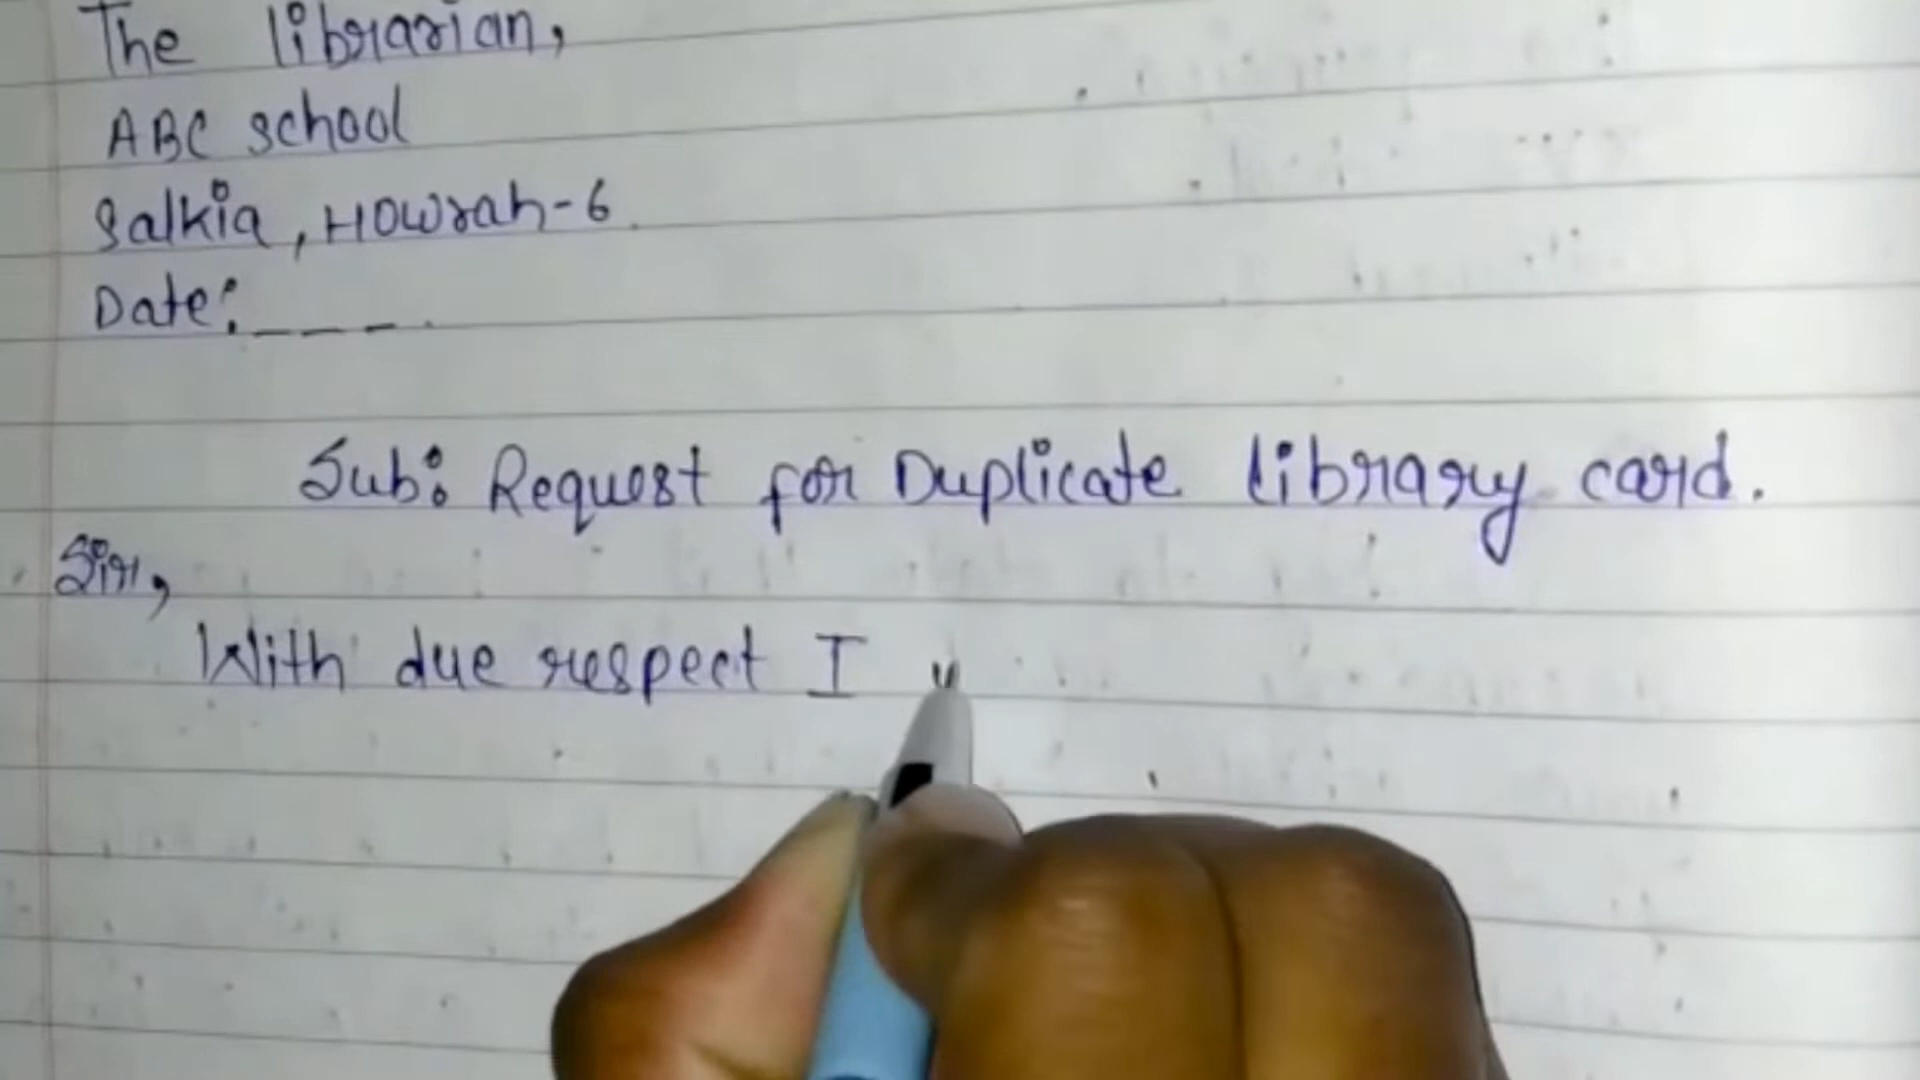 The librarian,
ABC school
Salkia, Howrah-6.
Date: _ _ _ _.
Sub: Request for Duplicate library card.
Sir,
With due respect I